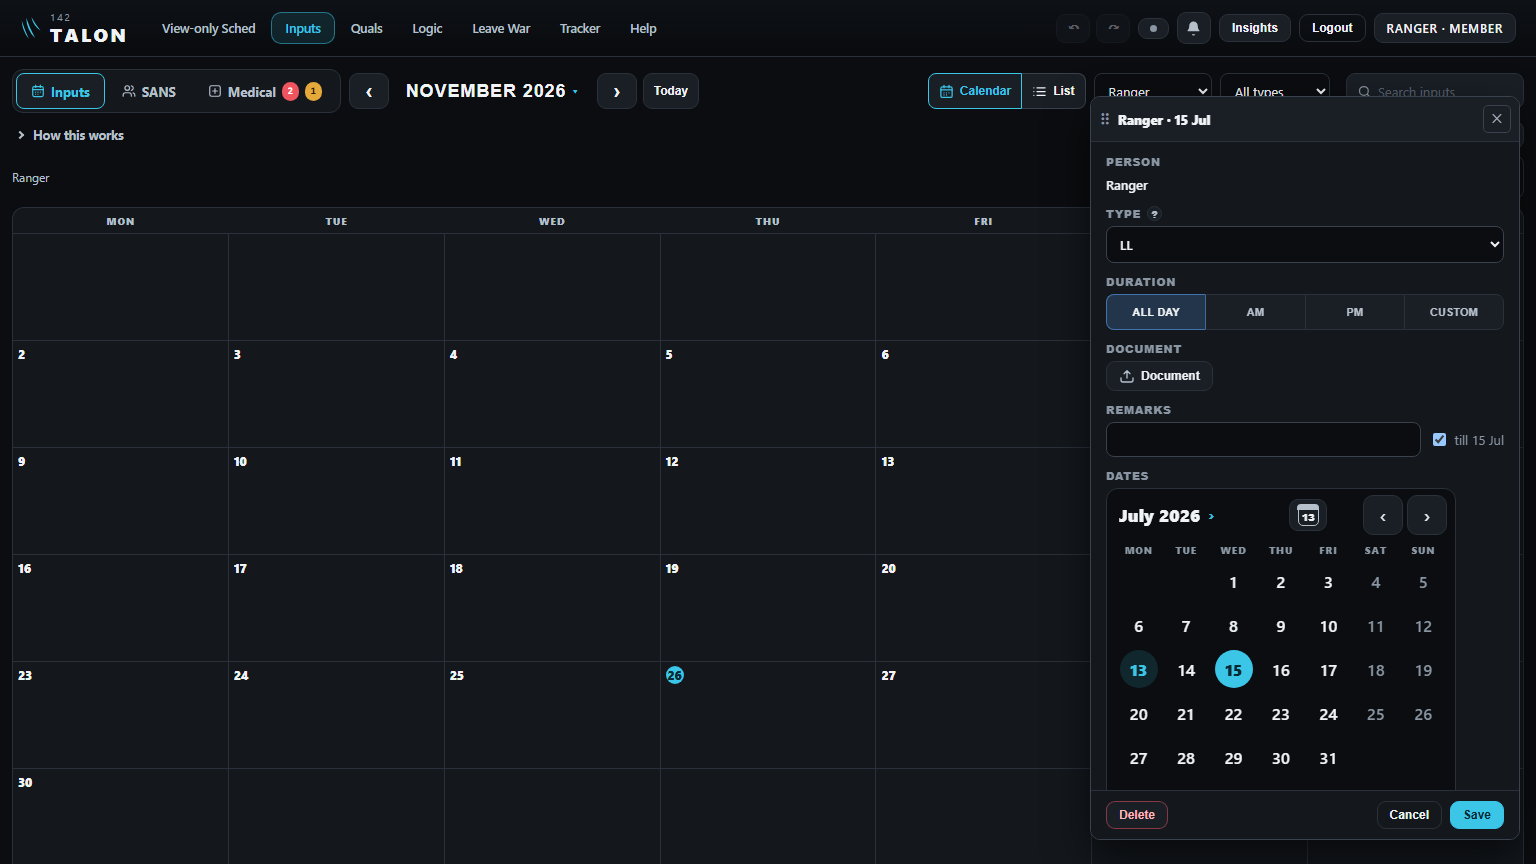 142
TALON
View-only Sched
Inputs
Quals
Logic
Leave War
Tracker
Help
Insights
Logout
RANGER · MEMBER
Inputs
SANS
Medical 2 1
‹
NOVEMBER 2026
›
Today
Calendar
List
Ranger
All types
Search inputs
How this works
Ranger
MON TUE WED THU FRI
2 3 4 5 6
9 10 11 12 13
16 17 18 19 20
23 24 25 26 27
30
Ranger · 15 Jul
PERSON
Ranger
TYPE ?
LL
DURATION
ALL DAY AM PM CUSTOM
DOCUMENT
Document
REMARKS
till 15 Jul
DATES
July 2026 ›
13
‹ ›
MON TUE WED THU FRI SAT SUN
1 2 3 4 5
6 7 8 9 10 11 12
13 14 15 16 17 18 19
20 21 22 23 24 25 26
27 28 29 30 31
Delete
Cancel
Save